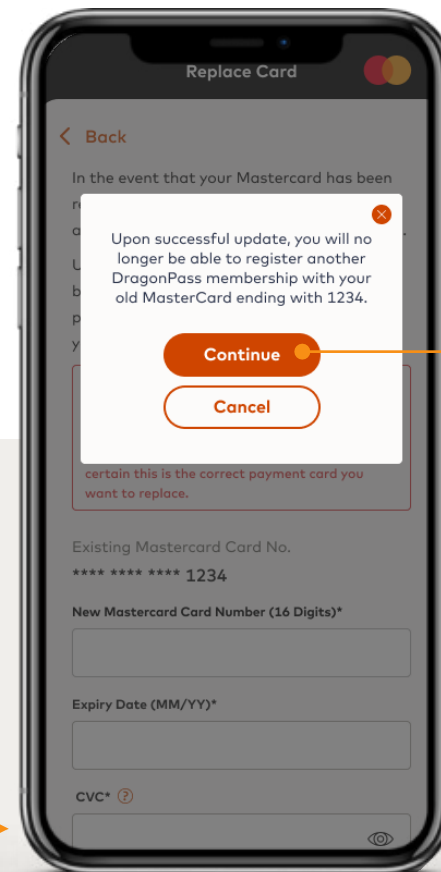 Replace Card
Back
In the event that your Mastercard has been
Upon successful update, you will no
longer be able to register another
DragonPass membership with your
old MasterCard ending with 1234.
Continue
Cancel
certain this is the correct payment card you
want to replace.
Existing Mastercard Card No.
**** **** **** 1234
New Mastercard Card Number (16 Digits)*
Expiry Date (MM/YY)*
CVC* ?